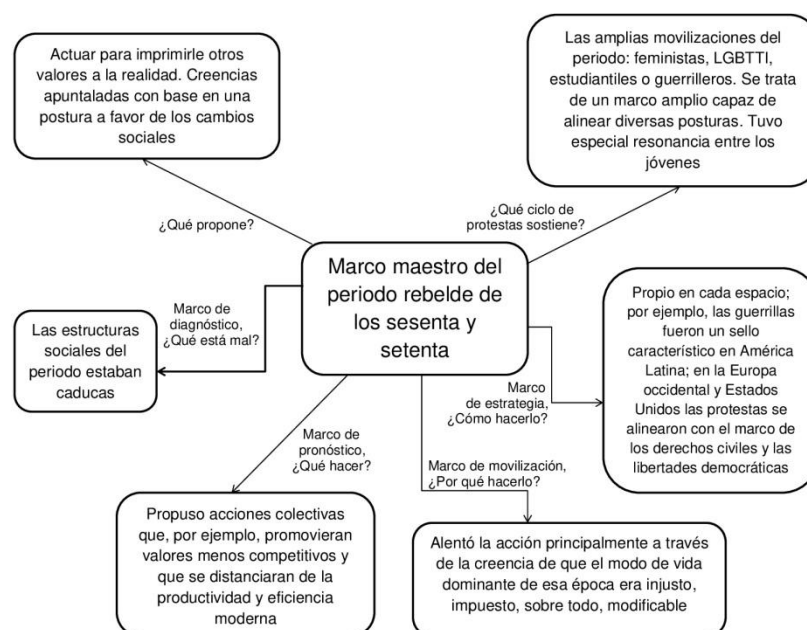 Actuar para imprimirle otros
valores a la realidad. Creencias
apuntaladas con base en una
postura a favor de los cambios
sociales
Las amplias movilizaciones del
periodo: feministas, LGBTTI,
estudiantiles o guerrilleros. Se trata
de un marco amplio capaz de
alinear diversas posturas. Tuvo
especial resonancia entre los
jóvenes
¿Qué propone?
¿Qué ciclo de
protestas sostiene?
Marco maestro del
periodo rebelde de
los sesenta y
setenta
Marco de
diagnóstico,
¿Qué está mal?
Las estructuras
sociales del
periodo estaban
caducas
Propio en cada espacio;
por ejemplo, las guerrillas
fueron un sello
característico en América
Latina; en la Europa
occidental y Estados
Unidos las protestas se
alinearon con el marco de
los derechos civiles y las
libertades democráticas
Marco
de estrategia,
¿Cómo hacerlo?
Marco de
pronóstico,
¿Qué hacer?
Marco de movilización,
¿Por qué hacerlo?
Propuso acciones colectivas
que, por ejemplo, promovieran
valores menos competitivos y
que se distanciaran de la
productividad y eficiencia
moderna
Alentó la acción principalmente a través
de la creencia de que el modo de vida
dominante de esa época era injusto,
impuesto, sobre todo, modificable